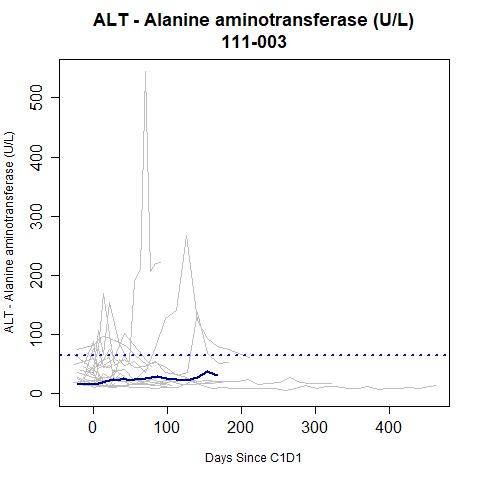 ALT - Alanine aminotransferase (U/L)
111-003
ALT - Alanine aminotransferase (U/L)
500
400
300
200
100
0
0 100 200 300 400
Days Since C1D1